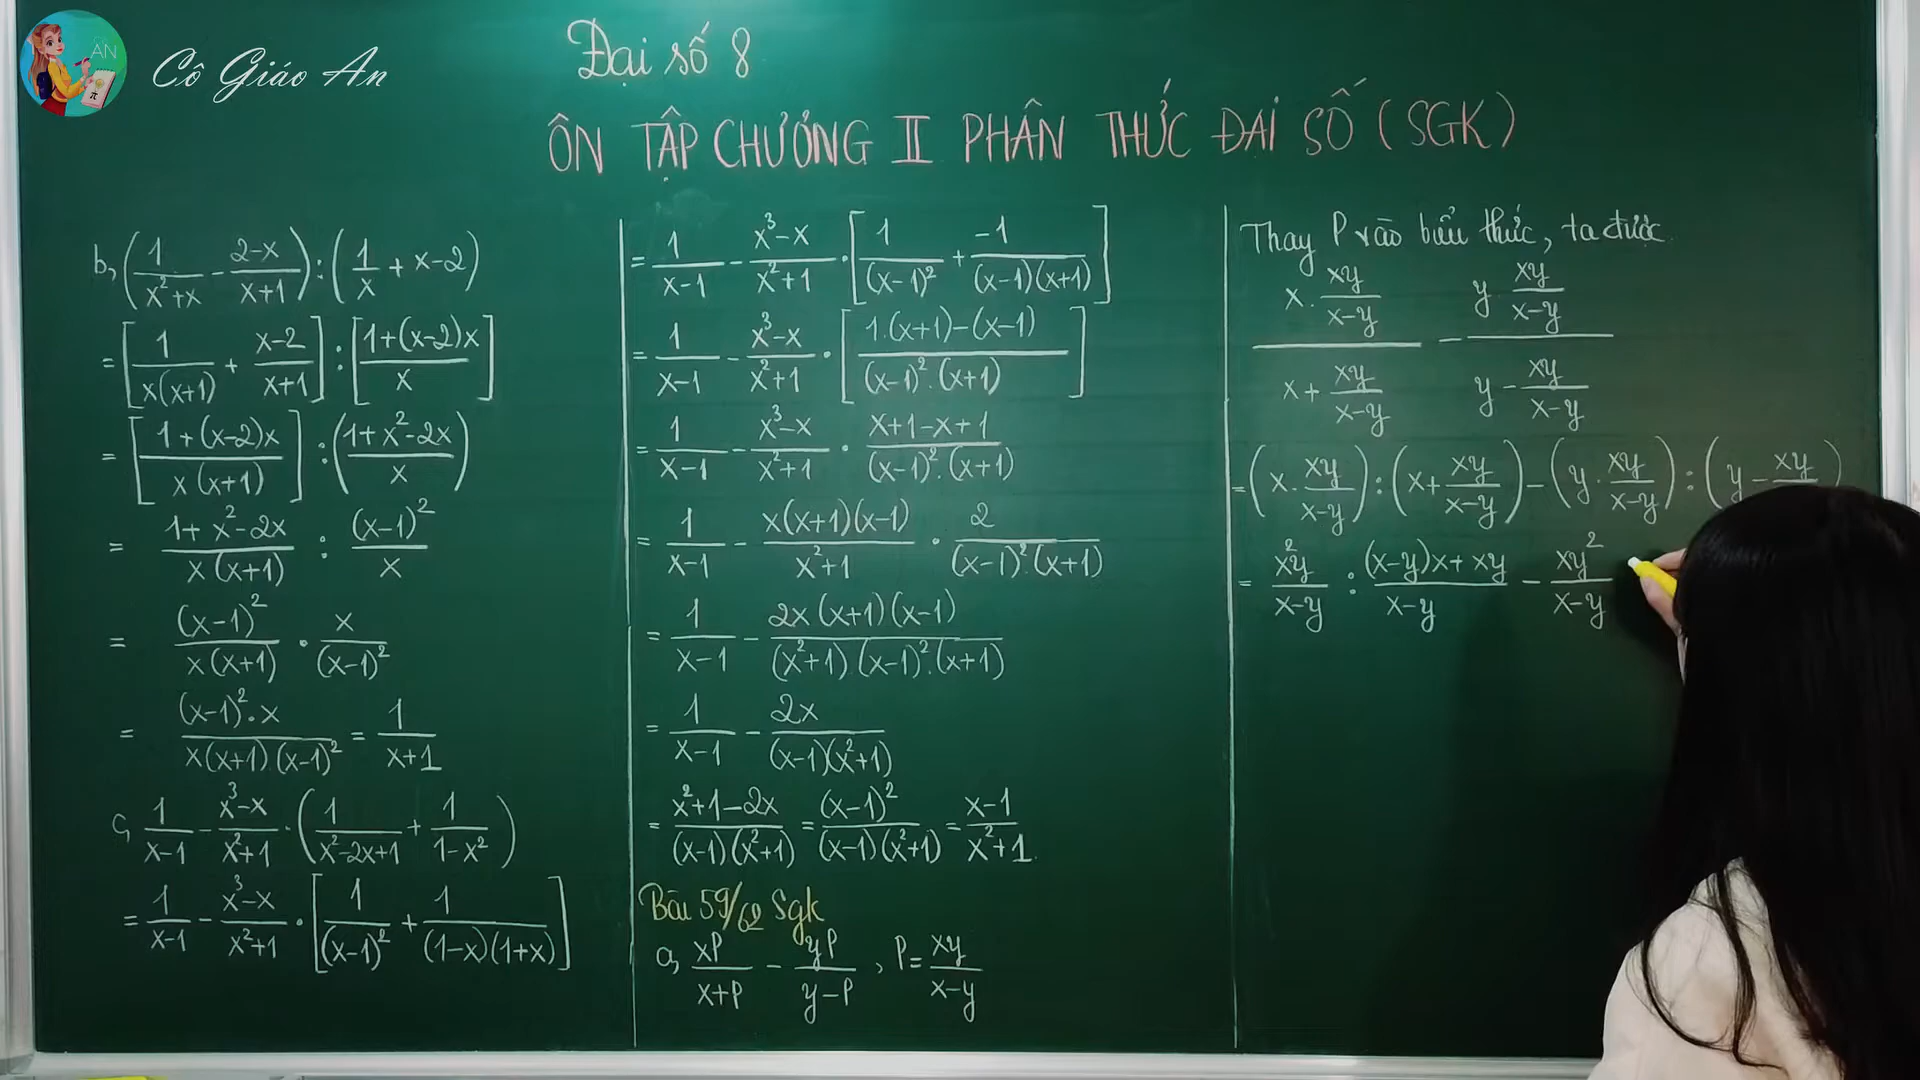 ÂN
Cô Giáo An
Đại số 8
ÔN TẬP CHƯƠNG II PHÂN THỨC ĐẠI SỐ (SGK)
b, (1/(x²+x) - (2-x)/(x+1)) : (1/x + x-2)
= [1/(x(x+1)) + (x-2)/(x+1)] : [(1+(x-2)x)/x]
= [(1+(x-2)x)/(x(x+1))] : ((1+x²-2x)/x)
= (1+x²-2x)/(x(x+1)) : (x-1)²/x
= (x-1)²/(x(x+1)) · x/(x-1)²
= (x-1)²·x/(x(x+1)(x-1)²) = 1/(x+1)
c, 1/(x-1) - (x³-x)/(x²+1) · (1/(x²-2x+1) + 1/(1-x²))
= 1/(x-1) - (x³-x)/(x²+1) · [1/(x-1)² + 1/((1-x)(1+x))]
= 1/(x-1) - (x³-x)/(x²+1) · [1/(x-1)² + -1/((x-1)(x+1))]
= 1/(x-1) - (x³-x)/(x²+1) · [(1.(x+1)-(x-1))/((x-1)².(x+1))]
= 1/(x-1) - (x³-x)/(x²+1) · (x+1-x+1)/((x-1)².(x+1))
= 1/(x-1) - (x(x+1)(x-1))/(x²+1) · 2/((x-1)².(x+1))
= 1/(x-1) - (2x(x+1)(x-1))/((x²+1).(x-1)².(x+1))
= 1/(x-1) - 2x/((x-1)(x²+1))
= (x²+1-2x)/((x-1)(x²+1)) = (x-1)²/((x-1)(x²+1)) = (x-1)/(x²+1).
Bài 59/62 Sgk
a, xP/(x+P) - yP/(y-P) , P = xy/(x-y)
Thay P vào biểu thức, ta được
(x·xy/(x-y))/(x + xy/(x-y)) - (y·xy/(x-y))/(y - xy/(x-y))
= (x·xy/(x-y)) : (x + xy/(x-y)) - (y·xy/(x-y)) : (y - xy
= x²y/(x-y) : ((x-y)x+xy)/(x-y) - xy²/(x-y)